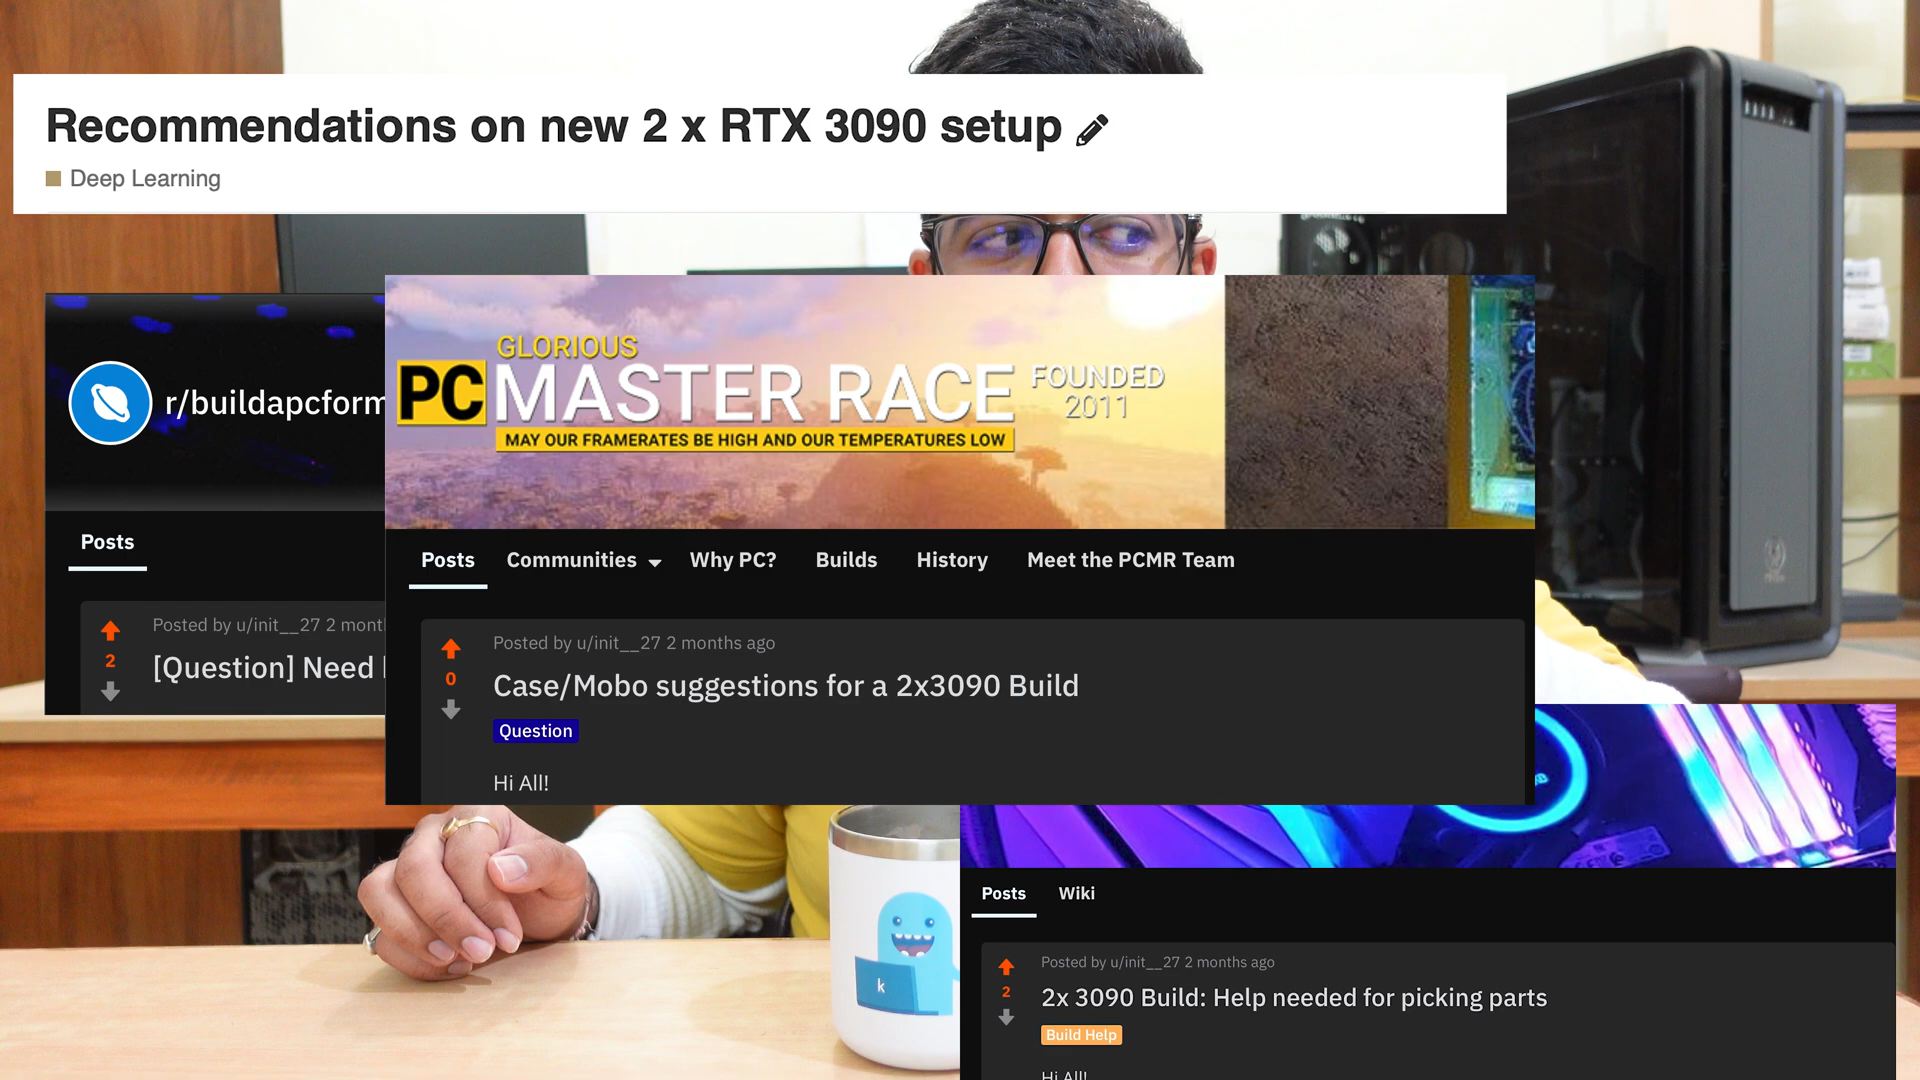 Recommendations on new 2 x RTX 3090 setup
Deep Learning
r/buildapcform
Posts
2
Posted by u/init__27 2 mont
[Question] Need
GLORIOUS
PC MASTER RACE
FOUNDED
2011
MAY OUR FRAMERATES BE HIGH AND OUR TEMPERATURES LOW
Posts Communities Why PC? Builds History Meet the PCMR Team
0
Posted by u/init__27 2 months ago
Case/Mobo suggestions for a 2x3090 Build
Question
Hi All!
k
Posts Wiki
2
Posted by u/init__27 2 months ago
2x 3090 Build: Help needed for picking parts
Build Help
Hi All!